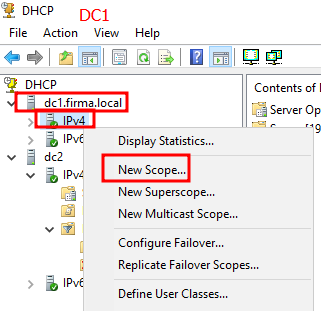 DHCP
DC1
File Action View Help
DHCP
dc1.firma.local
IPv4
IPv6
dc2
IPv4
IPv6
Contents of
Server Op
Display Statistics...
New Scope...
New Superscope...
New Multicast Scope...
Configure Failover...
Replicate Failover Scopes...
Define User Classes...